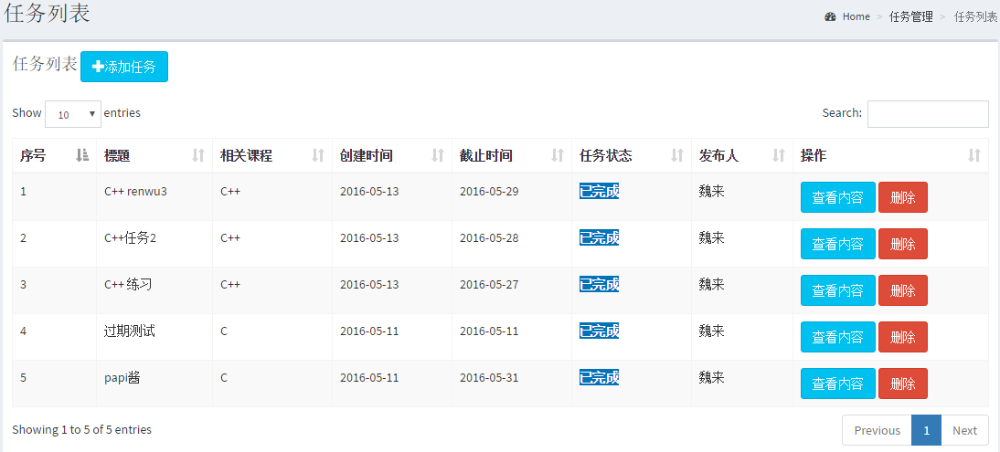 任务列表
Home > 任务管理 > 任务列表
任务列表 添加任务
Show 10 entries Search:
序号 標題 相关课程 创建时间 截止时间 任务状态 发布人 操作
1 C++ renwu3 C++ 2016-05-13 2016-05-29 已完成 魏来 查看内容 删除
2 C++任务2 C++ 2016-05-13 2016-05-28 已完成 魏来 查看内容 删除
3 C++ 练习 C++ 2016-05-13 2016-05-27 已完成 魏来 查看内容 删除
4 过期测试 C 2016-05-11 2016-05-11 已完成 魏来 查看内容 删除
5 papi酱 C 2016-05-11 2016-05-31 已完成 魏来 查看内容 删除
Showing 1 to 5 of 5 entries Previous 1 Next